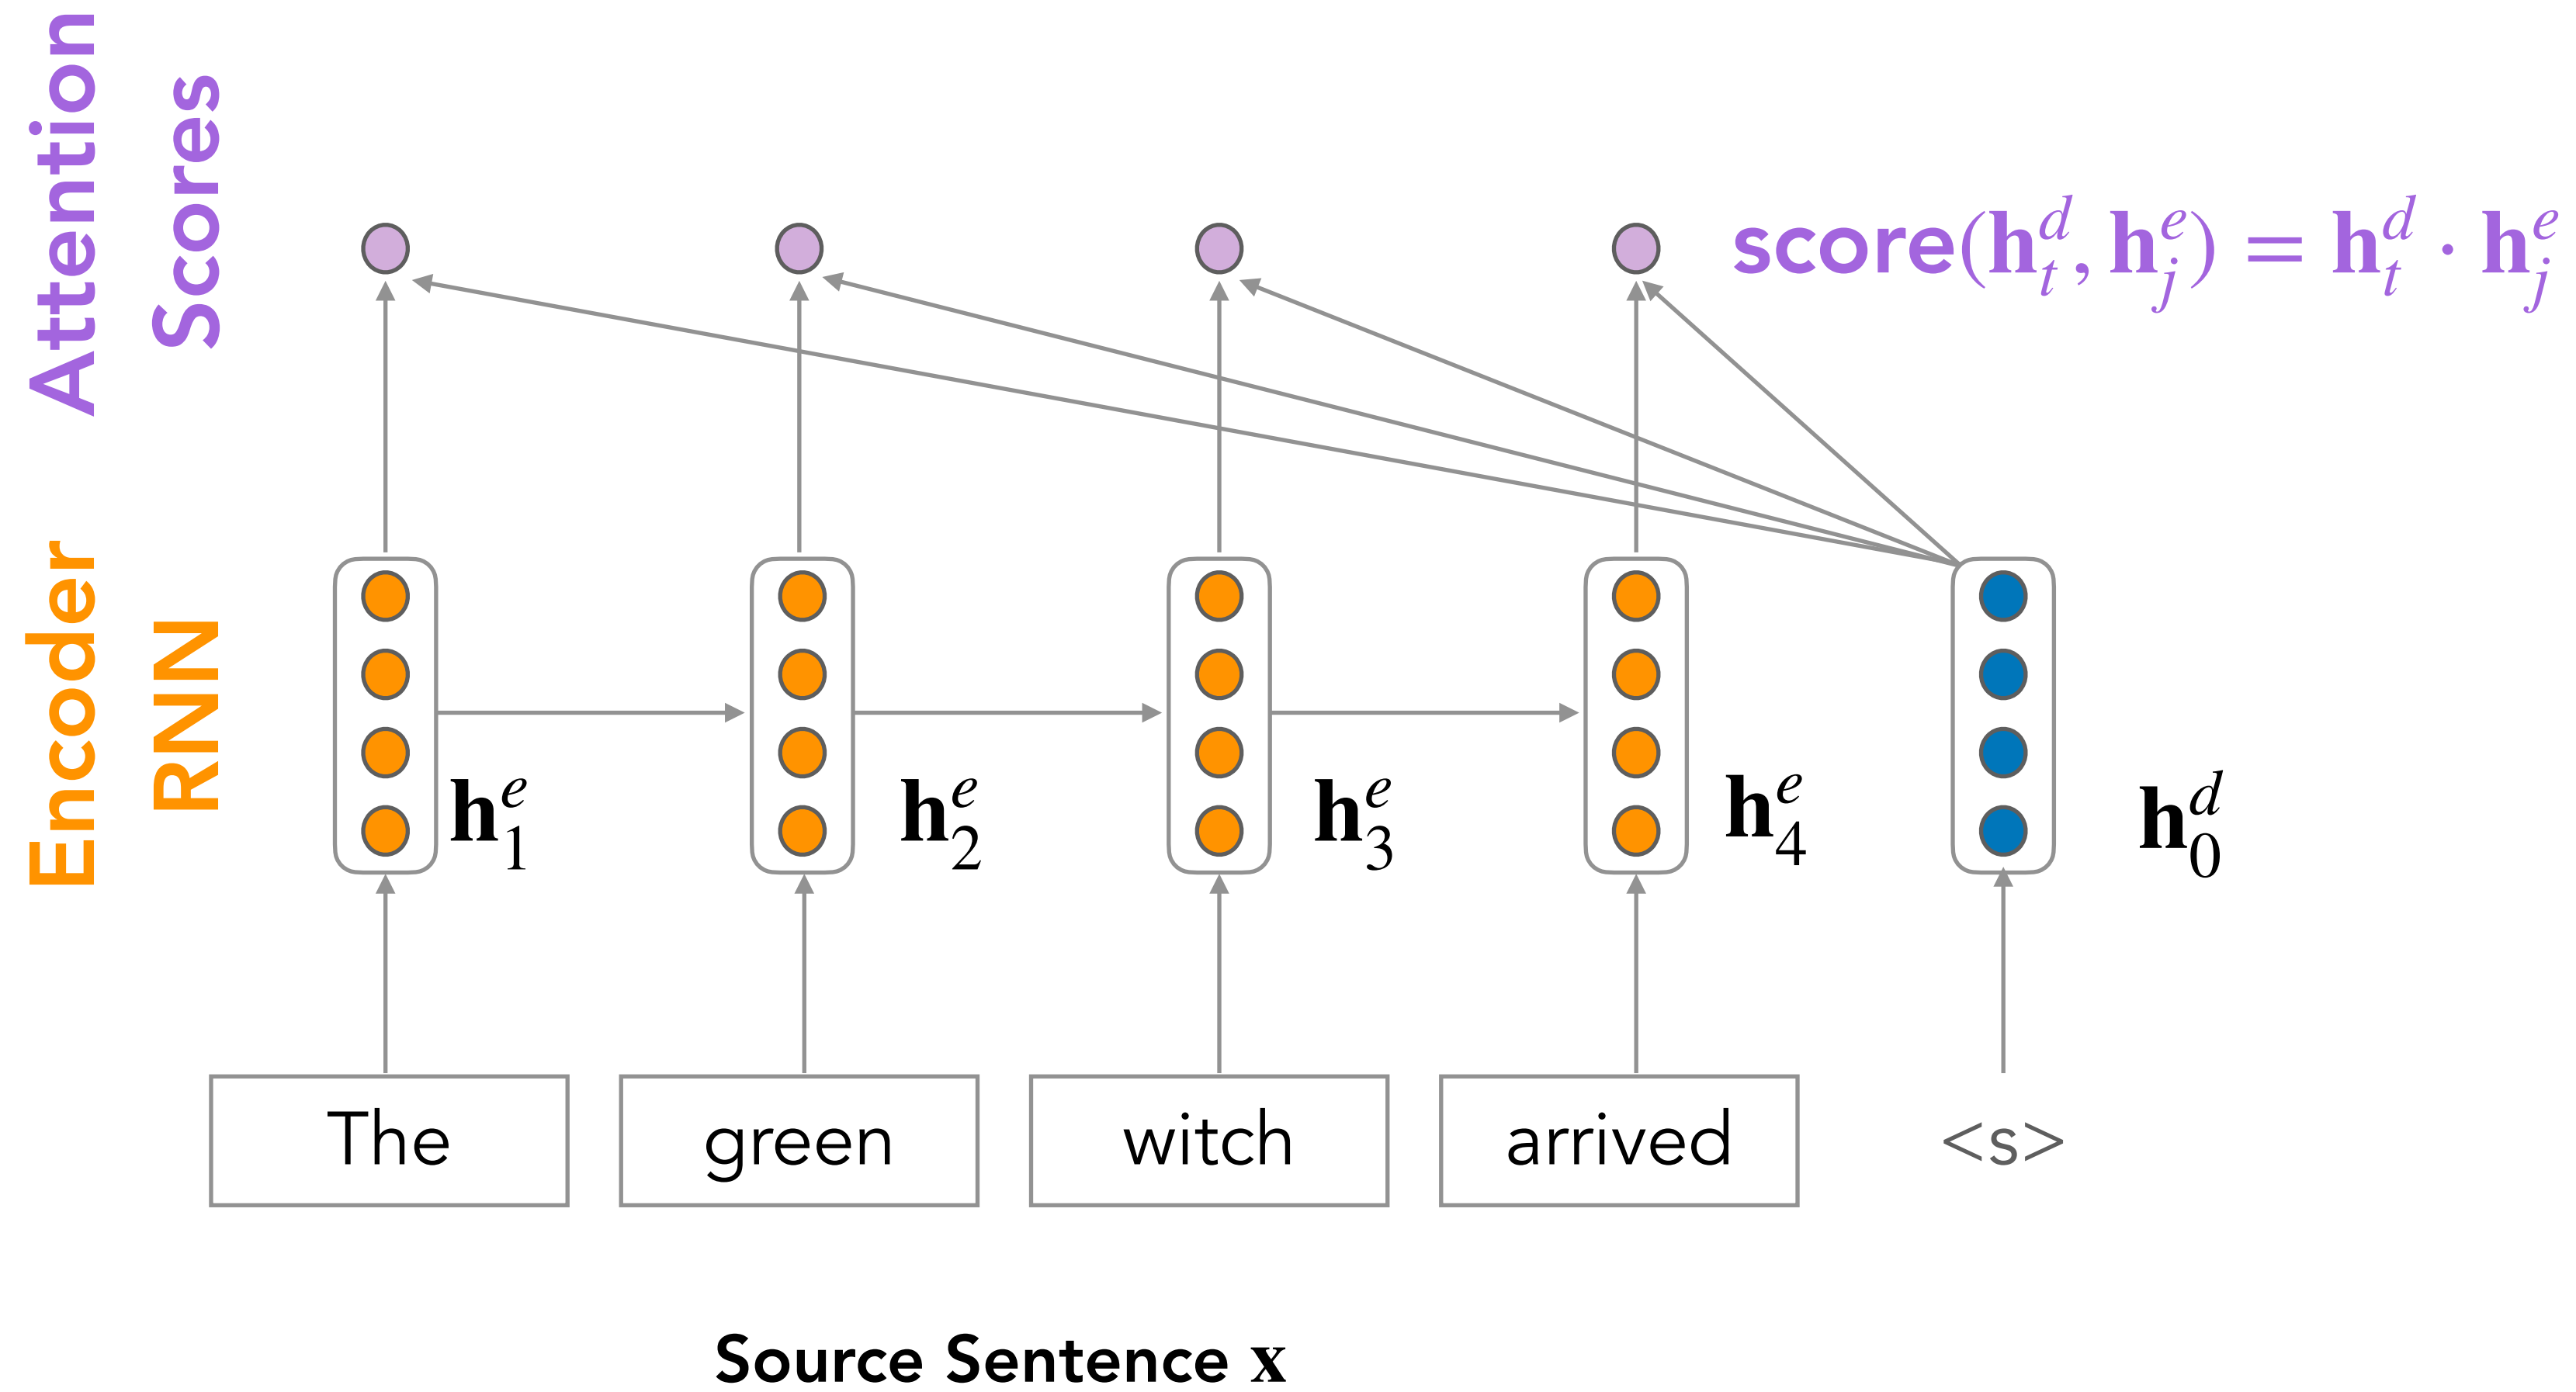 Attention
Scores
score(h_t^d, h_j^e) = h_t^d · h_j^e
Encoder
RNN
h_1^e
h_2^e
h_3^e
h_4^e
h_0^d
The
green
witch
arrived
<s>
Source Sentence x